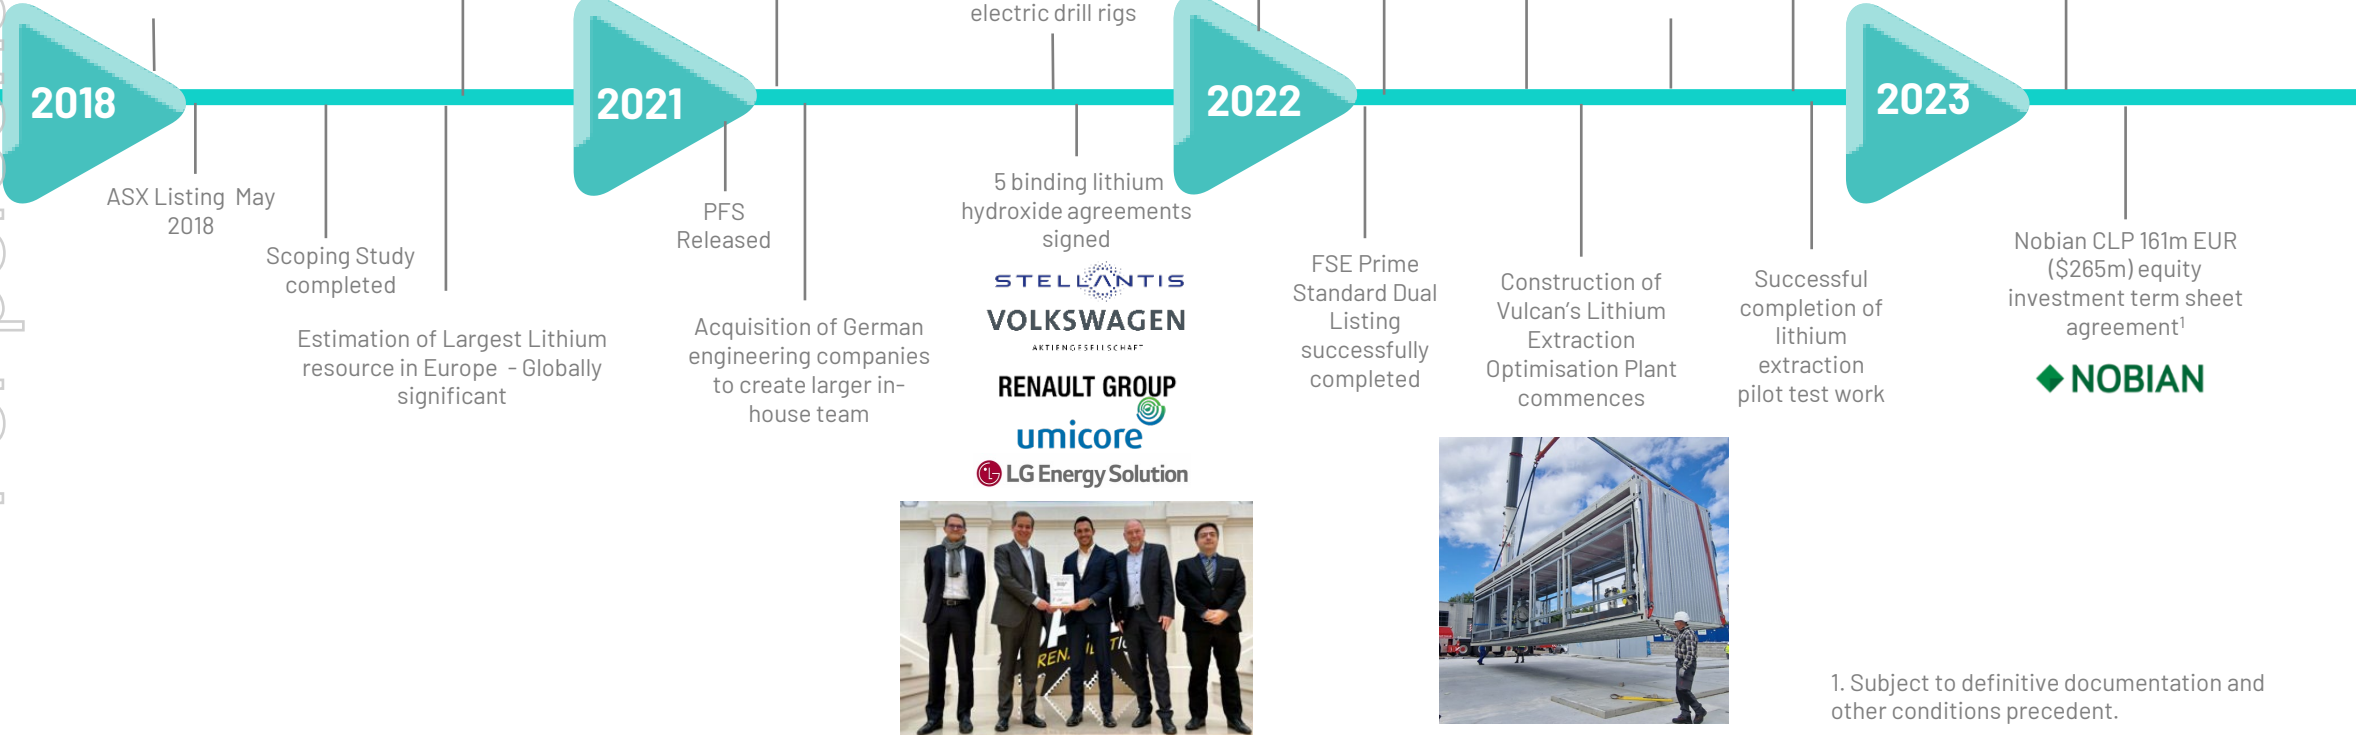 electric drill rigs
2018
2021
2022
2023
ASX Listing May
2018
Scoping Study
completed
Estimation of Largest Lithium
resource in Europe - Globally
significant
PFS
Released
Acquisition of German
engineering companies
to create larger in-
house team
5 binding lithium
hydroxide agreements
signed
STELLANTIS
VOLKSWAGEN
AKTIENGESELLSCHAFT
RENAULT GROUP
umicore
LG Energy Solution
FSE Prime
Standard Dual
Listing
successfully
completed
Construction of
Vulcan's Lithium
Extraction
Optimisation Plant
commences
Successful
completion of
lithium
extraction
pilot test work
Nobian CLP 161m EUR
($265m) equity
investment term sheet
agreement¹
NOBIAN
1. Subject to definitive documentation and
other conditions precedent.